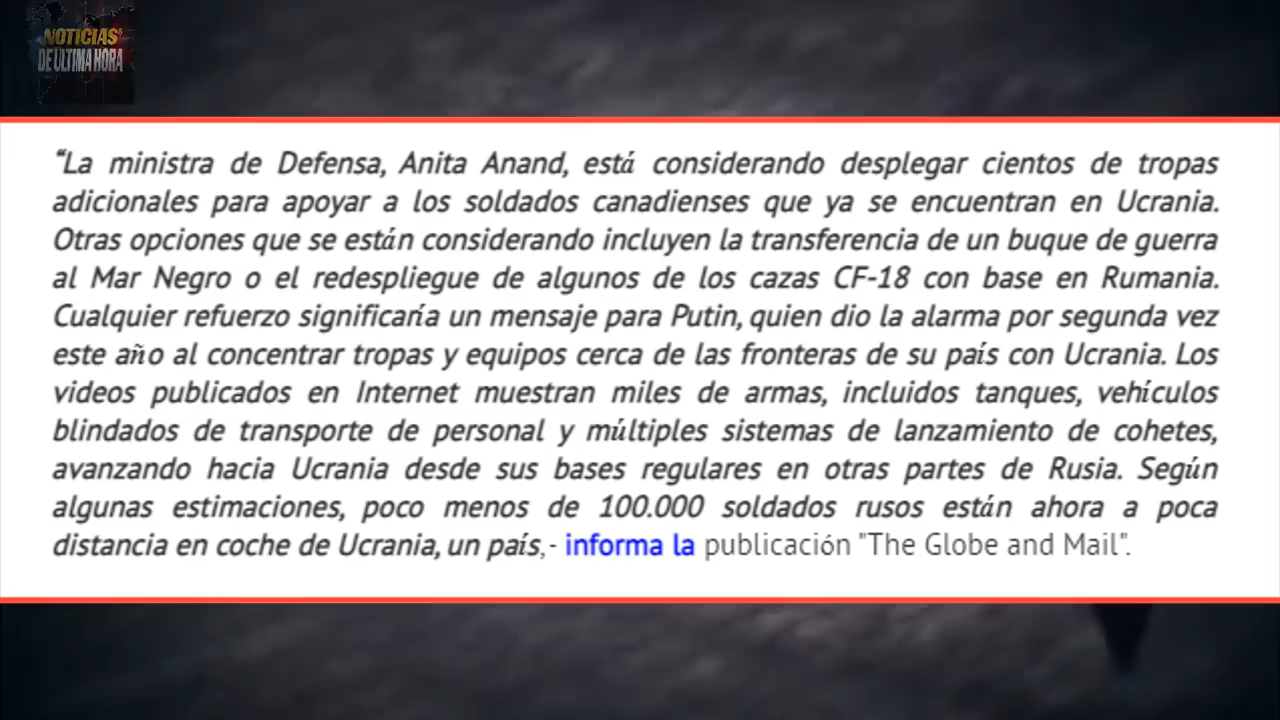 NOTICIAS
DE ÚLTIMA HORA
“La ministra de Defensa, Anita Anand, está considerando desplegar cientos de tropas
adicionales para apoyar a los soldados canadienses que ya se encuentran en Ucrania.
Otras opciones que se están considerando incluyen la transferencia de un buque de guerra
al Mar Negro o el redespliegue de algunos de los cazas CF-18 con base en Rumania.
Cualquier refuerzo significaría un mensaje para Putin, quien dio la alarma por segunda vez
este año al concentrar tropas y equipos cerca de las fronteras de su país con Ucrania. Los
videos publicados en Internet muestran miles de armas, incluidos tanques, vehículos
blindados de transporte de personal y múltiples sistemas de lanzamiento de cohetes,
avanzando hacia Ucrania desde sus bases regulares en otras partes de Rusia. Según
algunas estimaciones, poco menos de 100.000 soldados rusos están ahora a poca
distancia en coche de Ucrania, un país,- informa la publicación "The Globe and Mail".